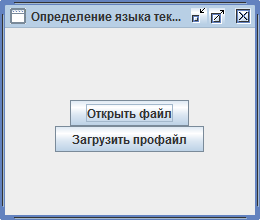 Определение языка тек...
Открыть файл
Загрузить профайл